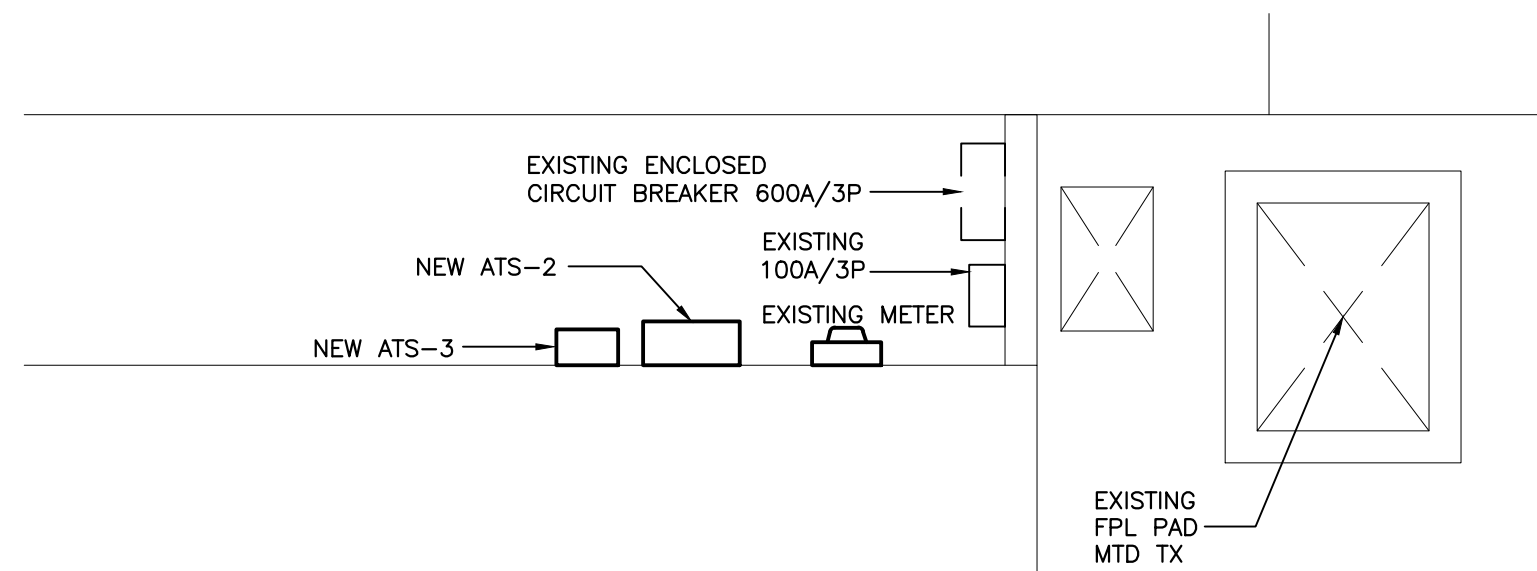 EXISTING ENCLOSED
CIRCUIT BREAKER 600A/3P
EXISTING
100A/3P
NEW ATS-2
EXISTING METER
NEW ATS-3
EXISTING
FPL PAD
MTD TX